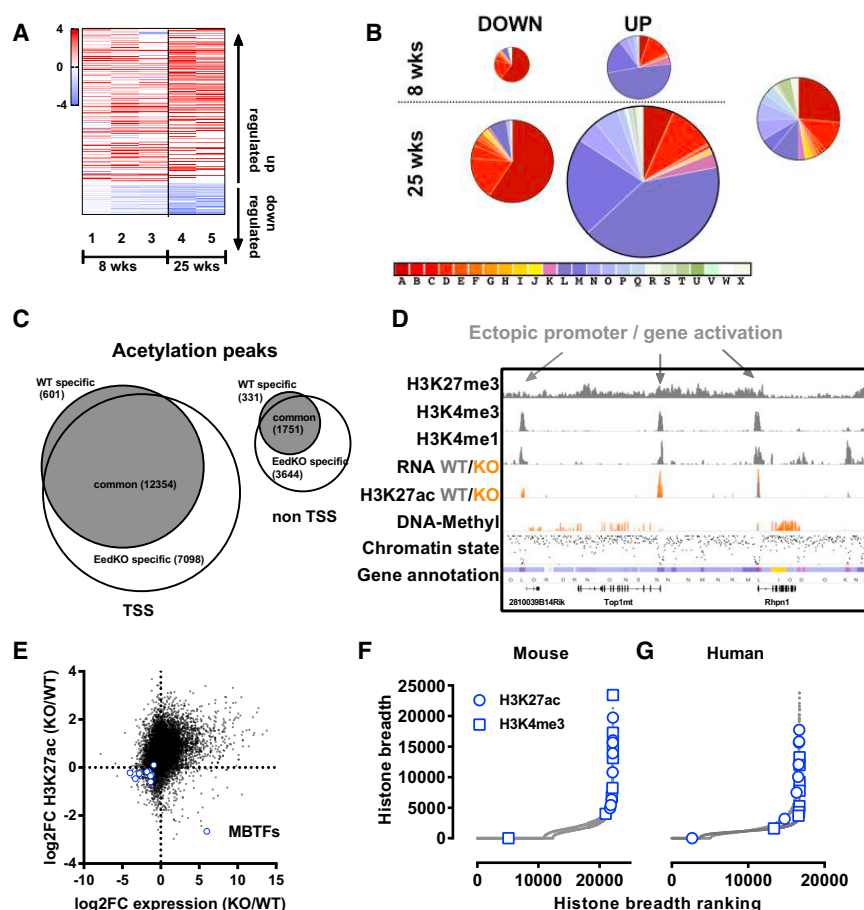 A
4
0
-4
up
regulated
down
regulated
1 2 3 4 5
8 wks 25 wks
B
DOWN UP
8 wks
25 wks
A B C D E F G H I J K L M N O P Q R S T U V W X
C
Acetylation peaks
WT specific
(601)
common (12354)
EedKO specific (7098)
TSS
WT specific
(331)
common
(1751)
EedKO specific
(3644)
non TSS
D
Ectopic promoter / gene activation
H3K27me3
H3K4me3
H3K4me1
RNA WT/KO
H3K27ac WT/KO
DNA-Methyl
Chromatin state
Gene annotation
2810039B14Rik Top1mt Rhpn1
E
log2FC H3K27ac (KO/WT)
4
2
0
-2
-4
MBTFs
-10 -5 0 5 10 15
log2FC expression (KO/WT)
F Mouse
Histone breadth
25000
20000
15000
10000
5000
0
H3K27ac
H3K4me3
0 10000 20000
G Human
0 10000 20000
Histone breadth ranking